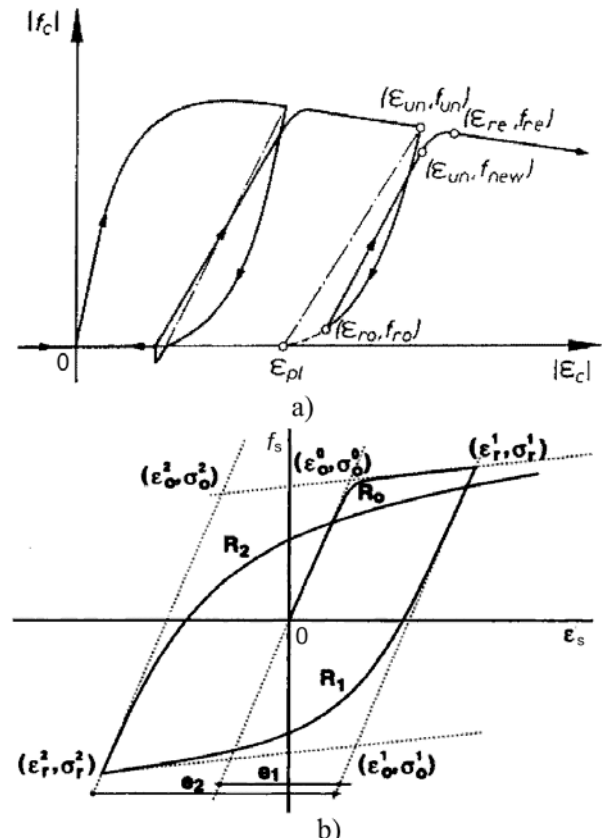 |f_c|
(ε_un, f_un)
(ε_re, f_re)
(ε_un, f_new)
(ε_ro, f_ro)
0
ε_pl
|ε_c|
a)
f_s
(ε_o^2, σ_o^2)
(ε_o^0, σ_o^0)
(ε_r^1, σ_r^1)
R_o
R_2
0
ε_s
R_1
(ε_r^2, σ_r^2)
(ε_o^1, σ_o^1)
e_1
e_2
b)